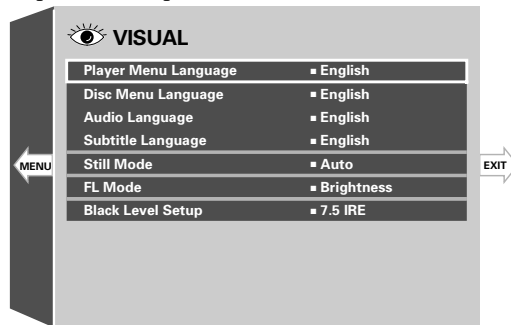 VISUAL
Player Menu Language ▪ English
Disc Menu Language ▪ English
Audio Language ▪ English
Subtitle Language ▪ English
MENU
Still Mode ▪ Auto
EXIT
FL Mode ▪ Brightness
Black Level Setup ▪ 7.5 IRE